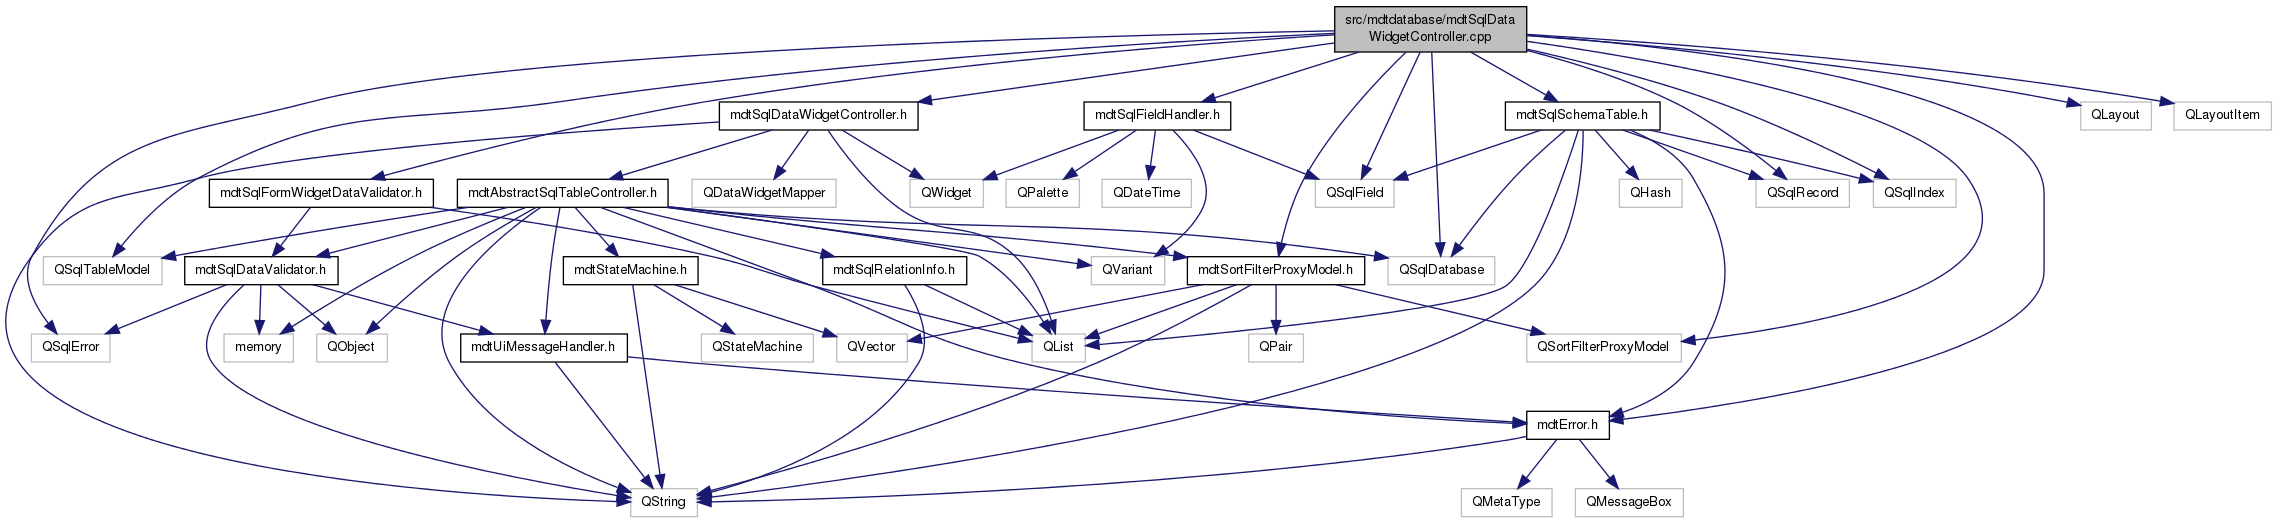 src/mdtdatabase/mdtSqlData
WidgetController.cpp
mdtSqlDataWidgetController.h
mdtSqlFieldHandler.h
mdtSqlSchemaTable.h
QLayout
QLayoutItem
mdtSqlFormWidgetDataValidator.h
mdtAbstractSqlTableController.h
QDataWidgetMapper
QWidget
QPalette
QDateTime
QSqlField
QHash
QSqlRecord
QSqlIndex
QSqlTableModel
mdtSqlDataValidator.h
mdtStateMachine.h
mdtSqlRelationInfo.h
QVariant
mdtSortFilterProxyModel.h
QSqlDatabase
QSqlError
memory
QObject
mdtUiMessageHandler.h
QStateMachine
QVector
QList
QPair
QSortFilterProxyModel
mdtError.h
QString
QMetaType
QMessageBox